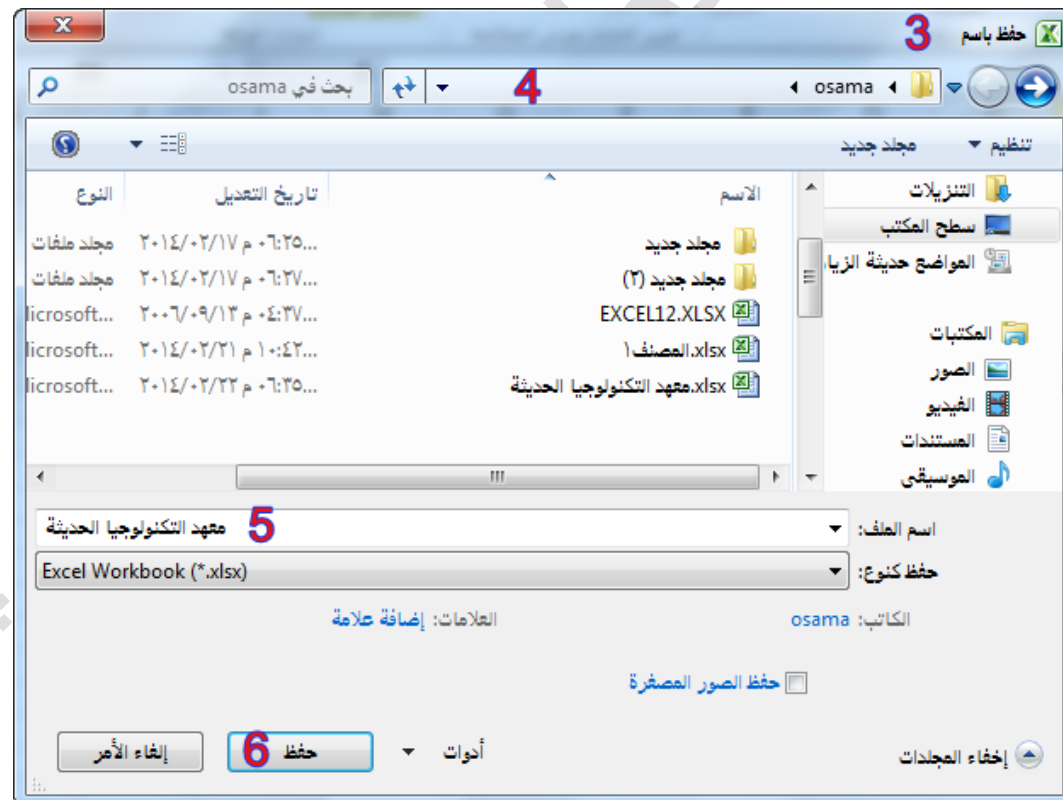 حفظ باسم 3
osama 4 بحث في osama
تنظيم مجلد جديد
الاسم تاريخ التعديل النوع
التنزيلات
سطح المكتب
المواضع حديثة الزيا
المكتبات
الصور
الفيديو
المستندات
الموسيقى
مجلد جديد ٢٠١٤/٠٢/١٧ ٠٦:٢٥ م... مجلد ملفات
مجلد جديد (٢) ٢٠١٤/٠٢/١٧ ٠٦:٢٧ م... مجلد ملفات
EXCEL12.XLSX ٢٠٠٦/٠٩/١٣ ٠٤:٣٧ م... licrosoft...
المصنف١.xlsx ٢٠١٤/٠٢/٢١ ١٠:٤٢ م... licrosoft...
معهد التكنولوجيا الحديثة.xlsx ٢٠١٤/٠٢/٢٢ ٠٦:٣٥ م... licrosoft...
اسم الملف: 5 معهد التكنولوجيا الحديثة
حفظ كنوع: Excel Workbook (*.xlsx)
الكاتب: osama العلامات: إضافة علامة
حفظ الصور المصغرة
إخفاء المجلدات أدوات حفظ 6 إلغاء الأمر